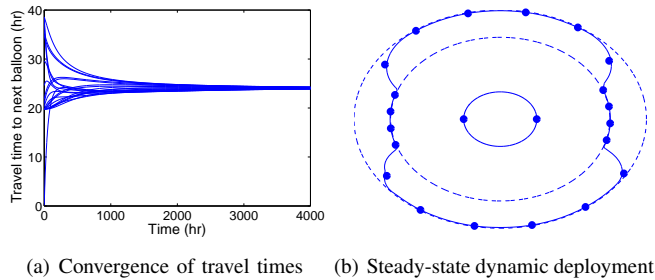 40
30
20
10
0
Travel time to next balloon (hr)
0 1000 2000 3000 4000
Time (hr)
(a) Convergence of travel times (b) Steady-state dynamic deployment